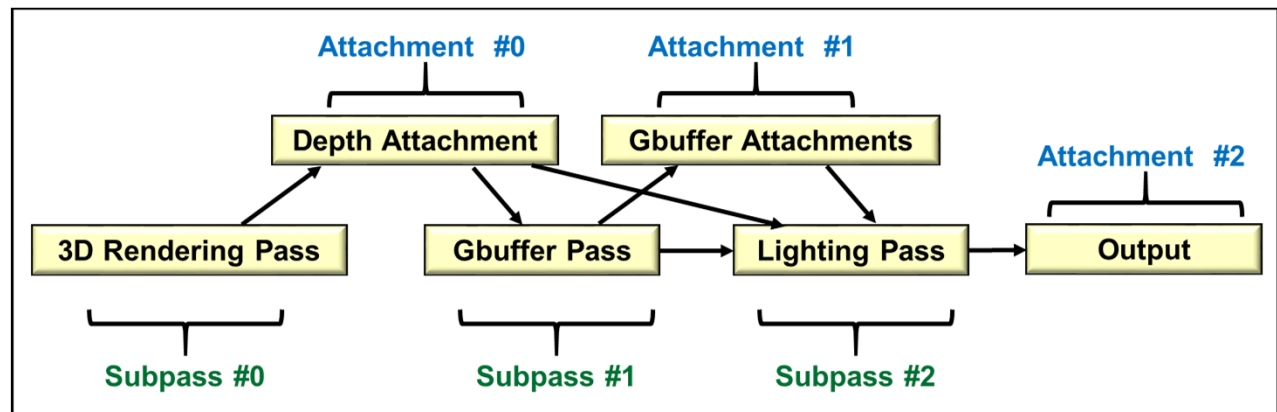 Attachment #0
Attachment #1
Depth Attachment
Gbuffer Attachments
Attachment #2
3D Rendering Pass
Gbuffer Pass
Lighting Pass
Output
Subpass #0
Subpass #1
Subpass #2